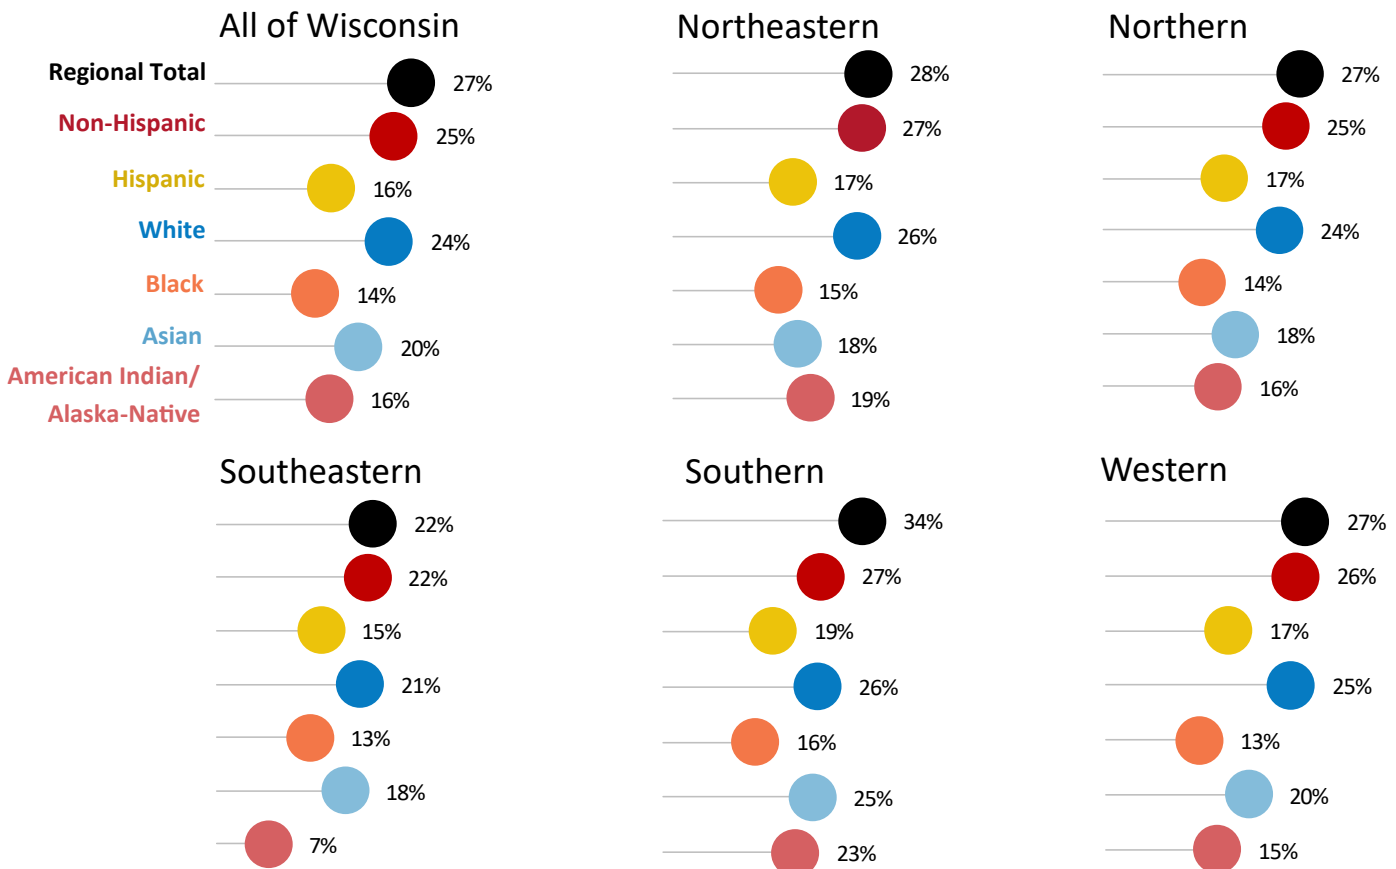 All of Wisconsin
Regional Total 27%
Non-Hispanic 25%
Hispanic 16%
White 24%
Black 14%
Asian 20%
American Indian/
Alaska-Native 16%
Northeastern
28%
27%
17%
26%
15%
18%
19%
Northern
27%
25%
17%
24%
14%
18%
16%
Southeastern
22%
22%
15%
21%
13%
18%
7%
Southern
34%
27%
19%
26%
16%
25%
23%
Western
27%
26%
17%
25%
13%
20%
15%